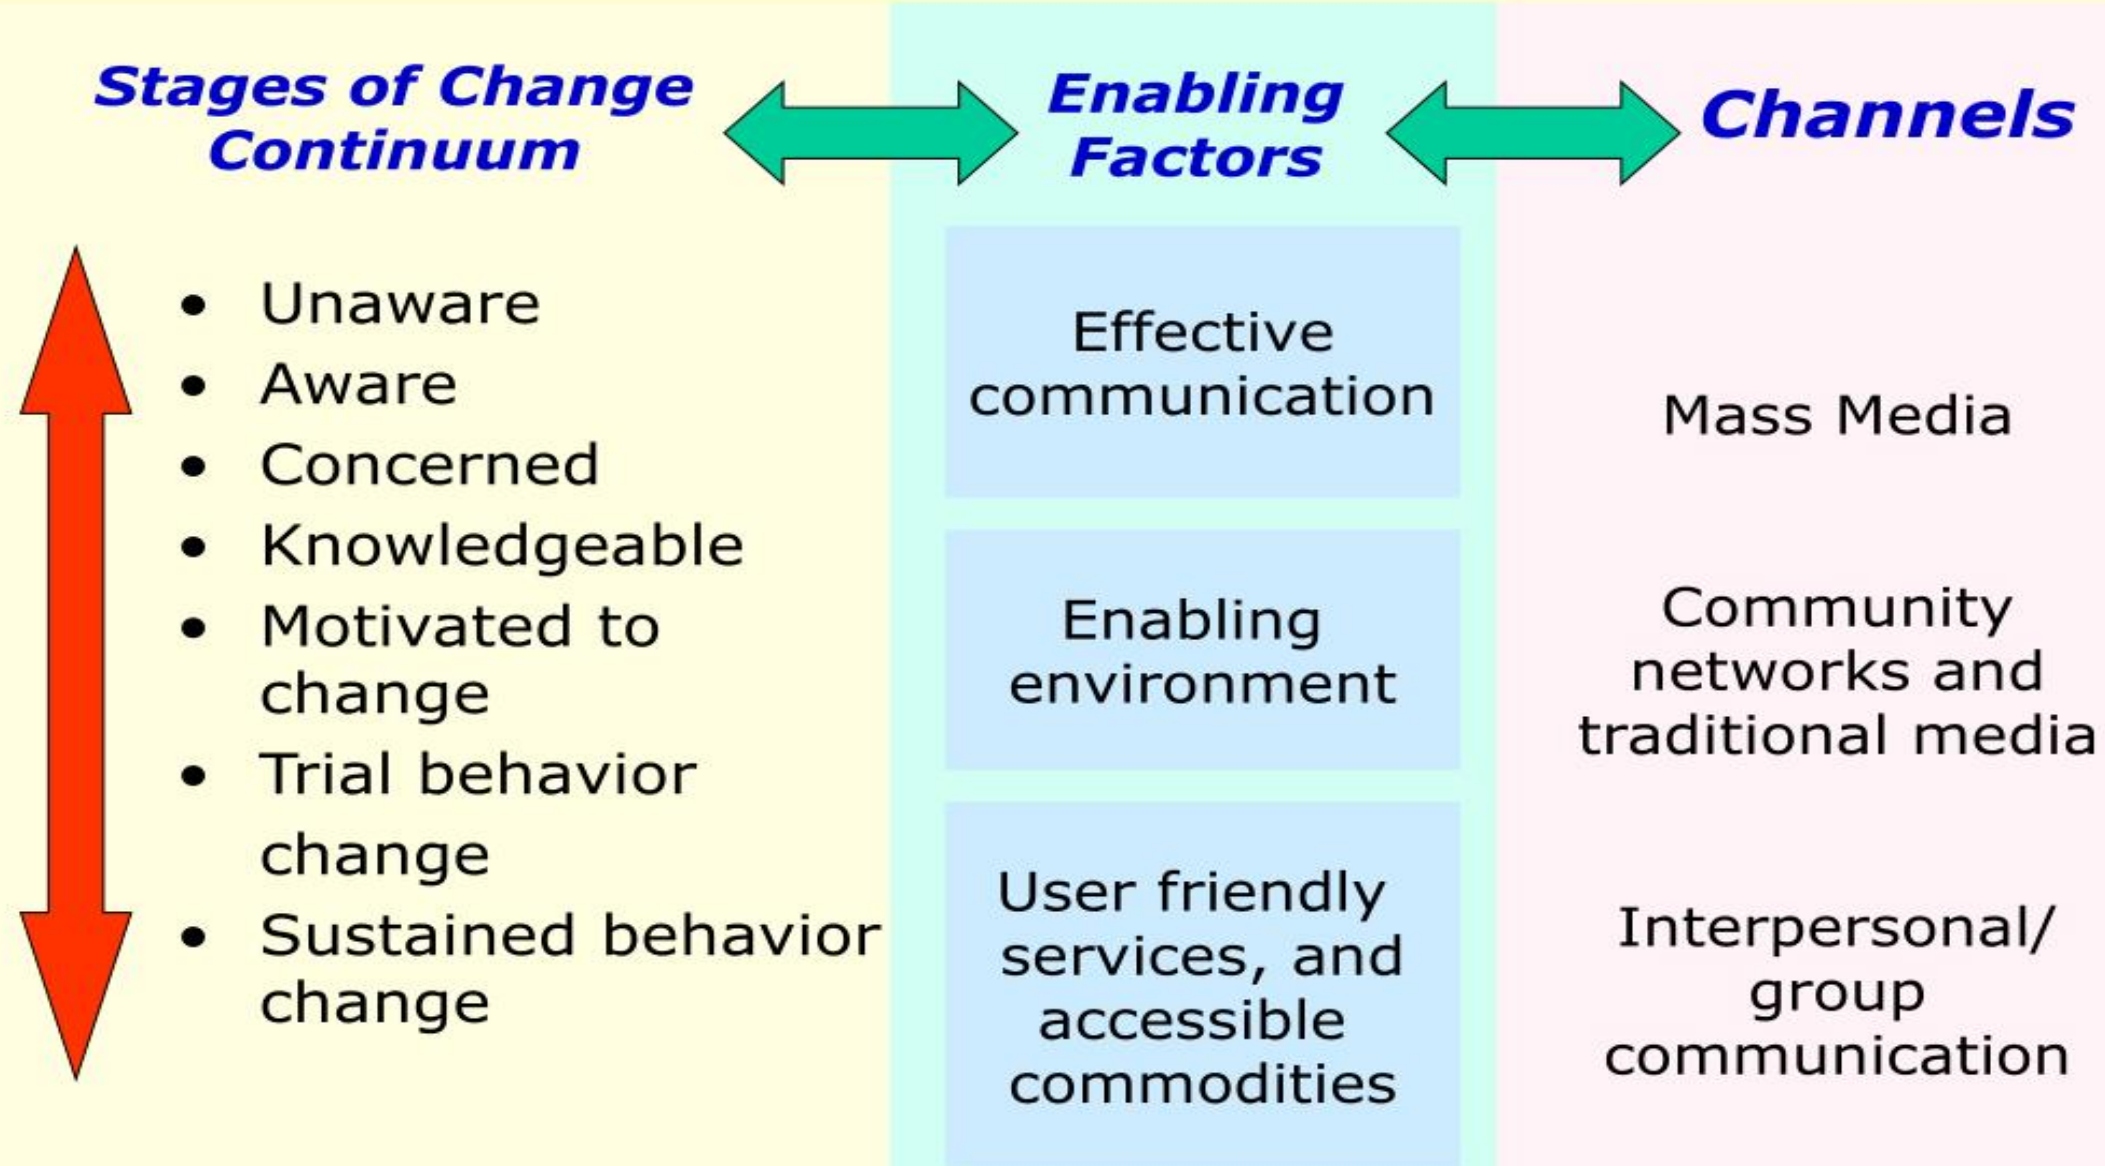 Stages of Change
Continuum
• Unaware
• Aware
• Concerned
• Knowledgeable
• Motivated to
change
• Trial behavior
change
• Sustained behavior
change
Enabling
Factors
Effective
communication
Enabling
environment
User friendly
services, and
accessible
commodities
Channels
Mass Media
Community
networks and
traditional media
Interpersonal/
group
communication